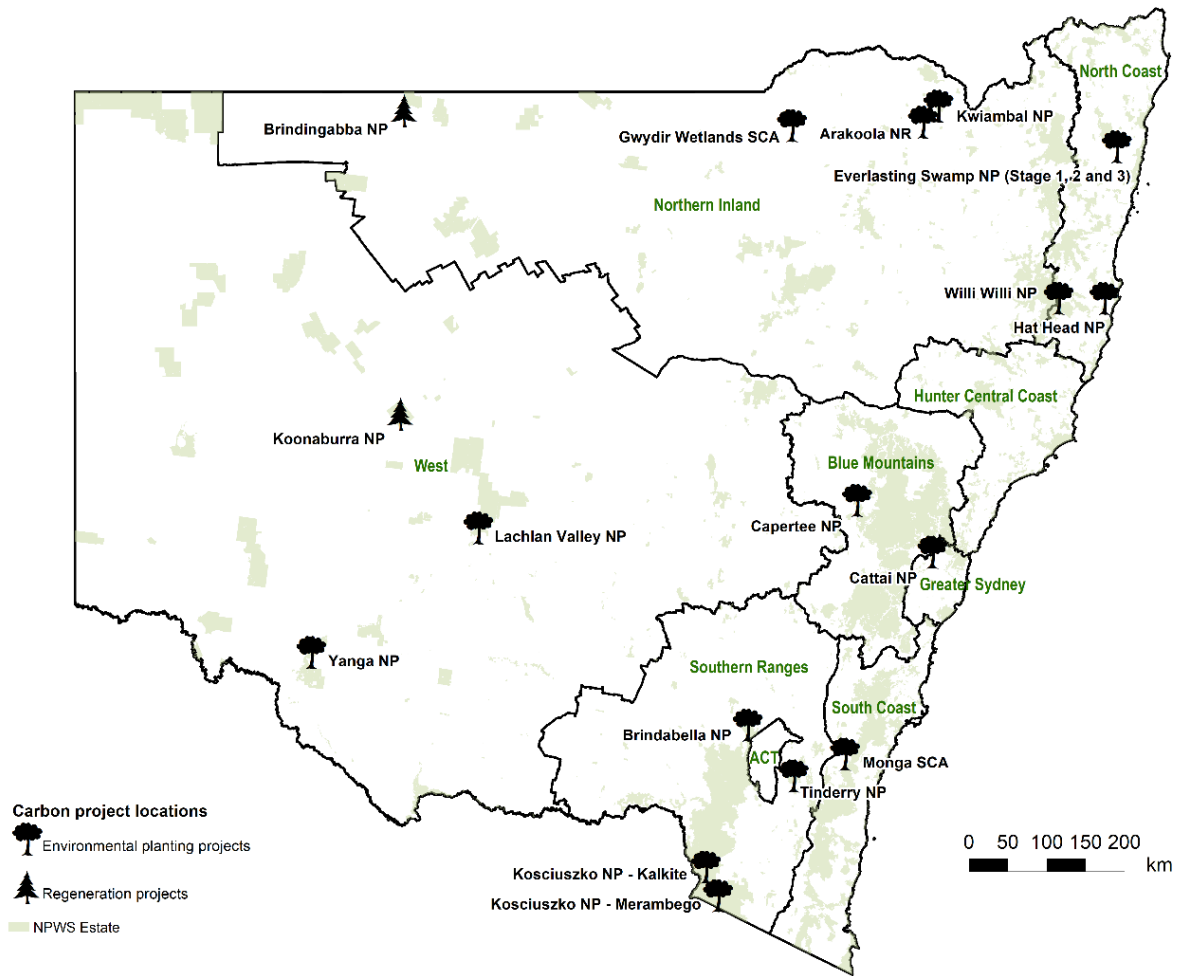 North Coast
Brindingabba NP
Gwydir Wetlands SCA
Arakoola NR
Kwiambal NP
Everlasting Swamp NP (Stage 1, 2 and 3)
Northern Inland
Willi Willi NP
Hat Head NP
Hunter Central Coast
Koonaburra NP
West
Blue Mountains
Capertee NP
Lachlan Valley NP
Cattai NP
Greater Sydney
Yanga NP
Southern Ranges
South Coast
Brindabella NP
ACT
Monga SCA
Tinderry NP
Carbon project locations
Environmental planting projects
Regeneration projects
NPWS Estate
Kosciuszko NP - Kalkite
Kosciuszko NP - Merambego
0 50 100 150 200
km